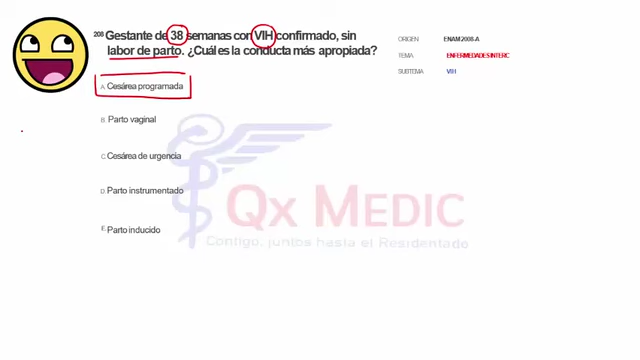 208 Gestante de 38 semanas con VIH confirmado, sin
labor de parto. ¿Cuál es la conducta más apropiada?
A. Cesárea programada
B. Parto vaginal
C. Cesárea de urgencia
D. Parto instrumentado
E. Parto inducido
ORIGEN ENAM 2008-A
TEMA ENFERMEDADES INTERC
SUBTEMA VIH
Qx MEDIC
Contigo, juntos hasta el Residentado